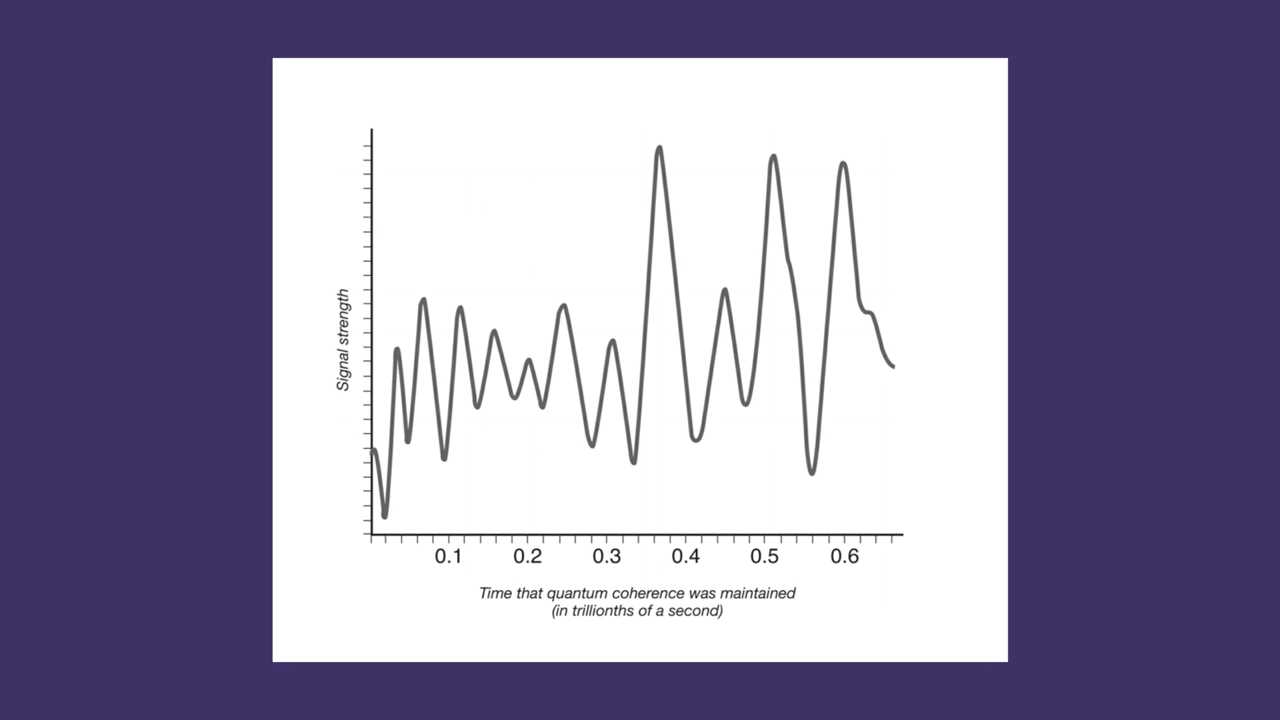 Signal strength
0.1 0.2 0.3 0.4 0.5 0.6
Time that quantum coherence was maintained
(in trillionths of a second)